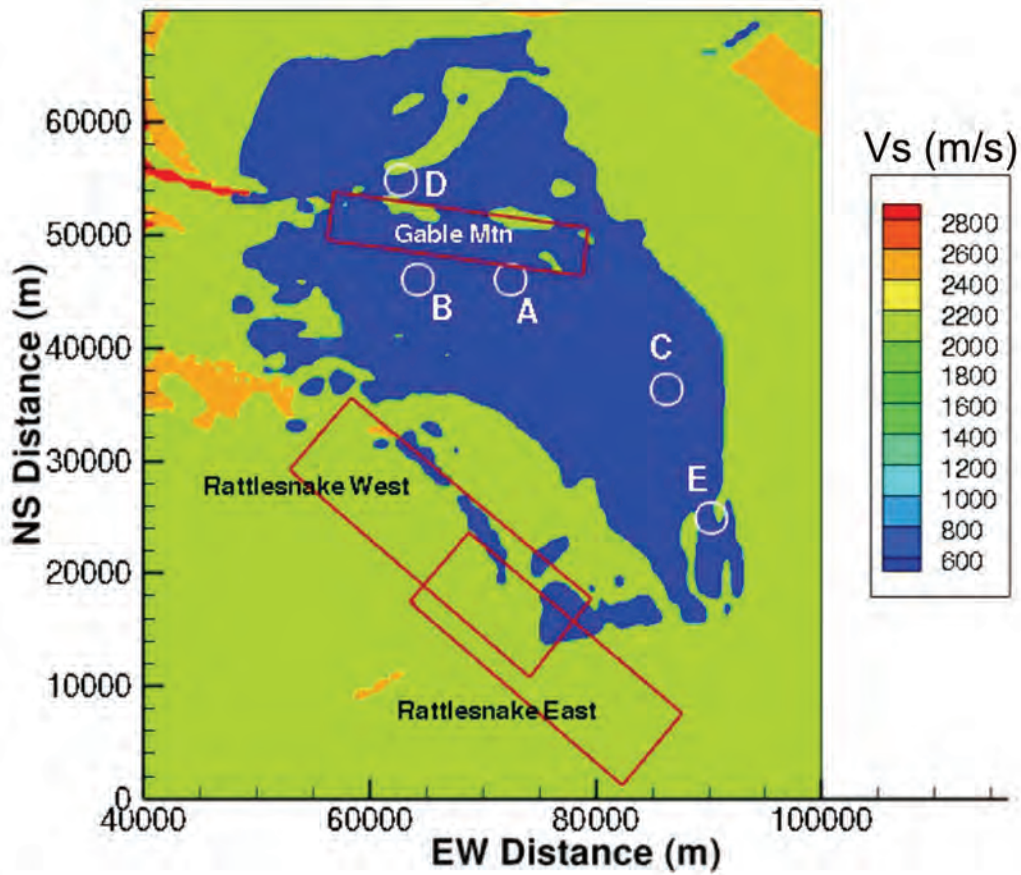 60000
50000
40000
30000
20000
10000
0
NS Distance (m)
40000
60000
80000
100000
EW Distance (m)
D
Gable Mtn
B
A
C
E
Rattlesnake West
Rattlesnake East
Vs (m/s)
2800
2600
2400
2200
2000
1800
1600
1400
1200
1000
800
600